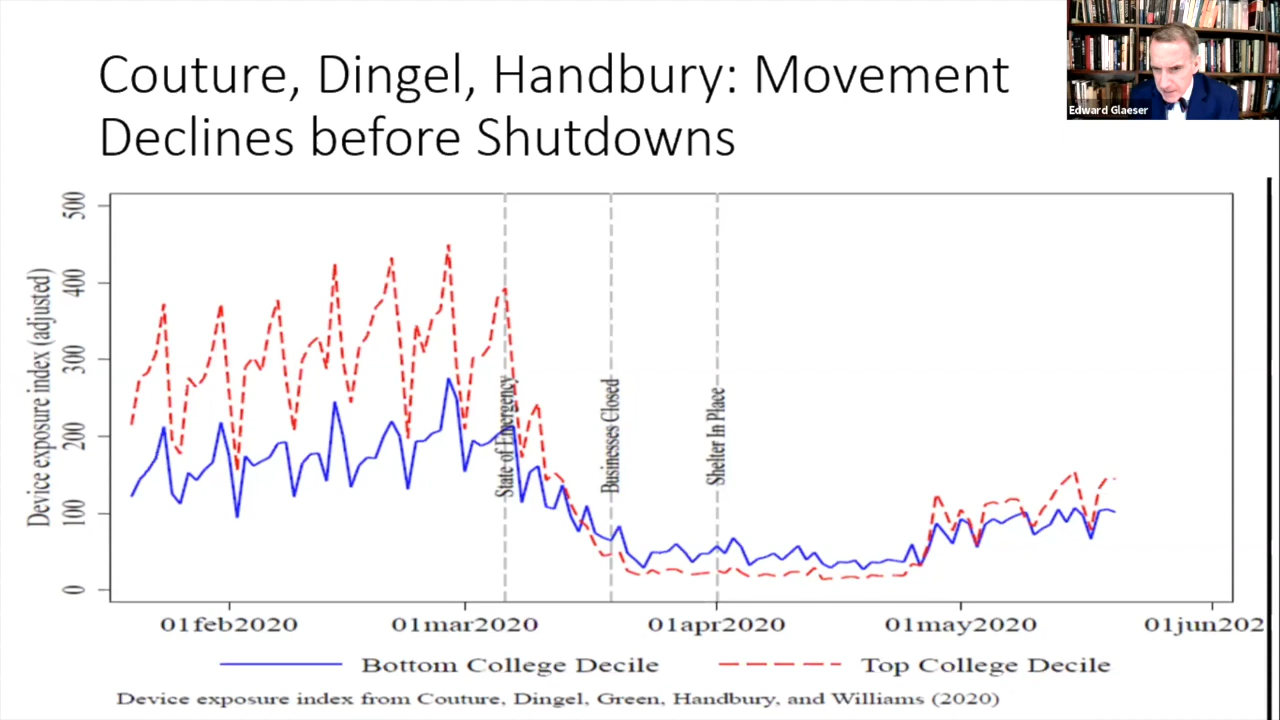 Couture, Dingel, Handbury: Movement
Declines before Shutdowns
Edward Glaeser
Device exposure index (adjusted)
500
400
300
200
100
0
State of Emergency
Businesses Closed
Shelter In Place
01feb2020
01mar2020
01apr2020
01may2020
01jun202
Bottom College Decile
Top College Decile
Device exposure index from Couture, Dingel, Green, Handbury, and Williams (2020)